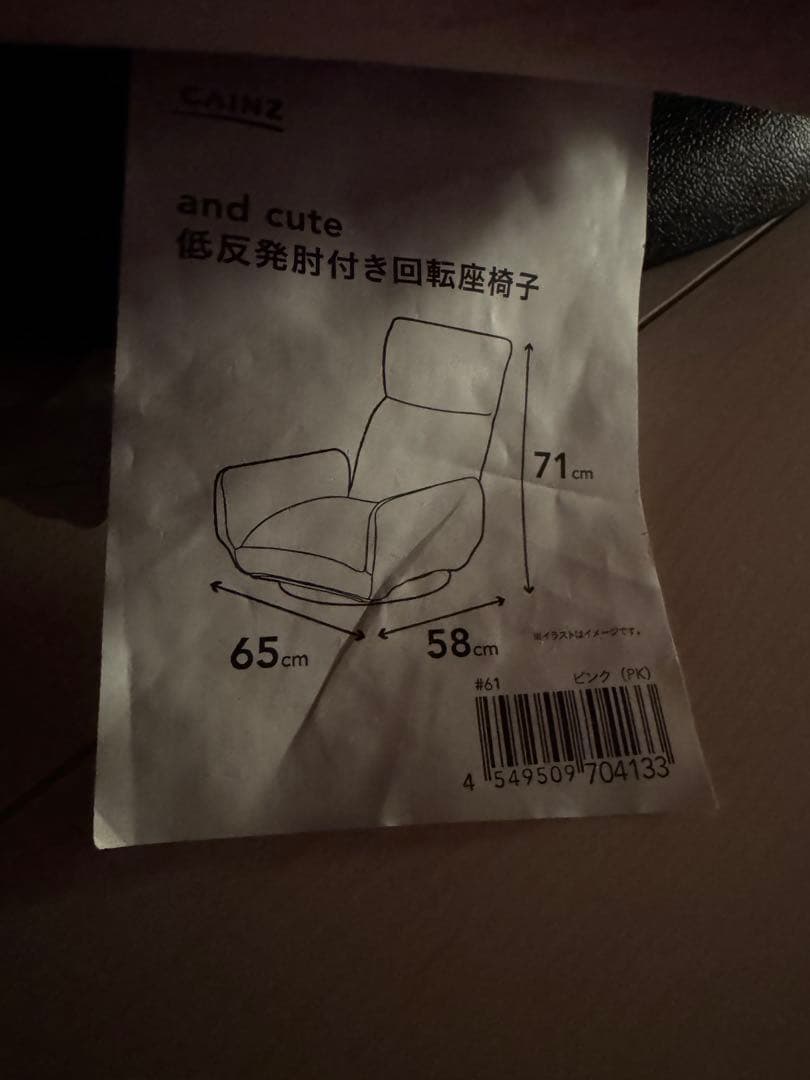 CAINZ
and cute
低反発肘付き回転座椅子
71cm
65cm
58cm
※イラストはイメージです。
#61 ピンク (PK)
4 549509 704133